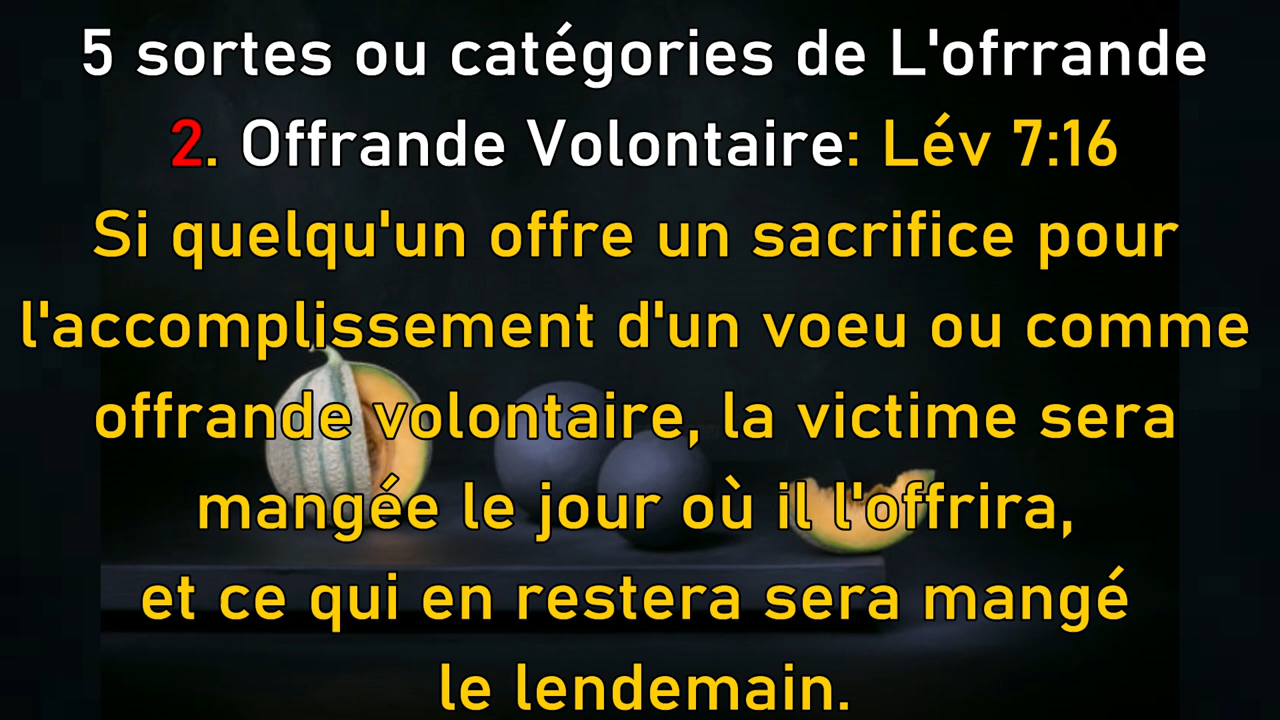 5 sortes ou catégories de L'ofrrande
2. Offrande Volontaire: Lév 7:16
Si quelqu'un offre un sacrifice pour
l'accomplissement d'un voeu ou comme
offrande volontaire, la victime sera
mangée le jour où il l'offrira,
et ce qui en restera sera mangé
le lendemain.